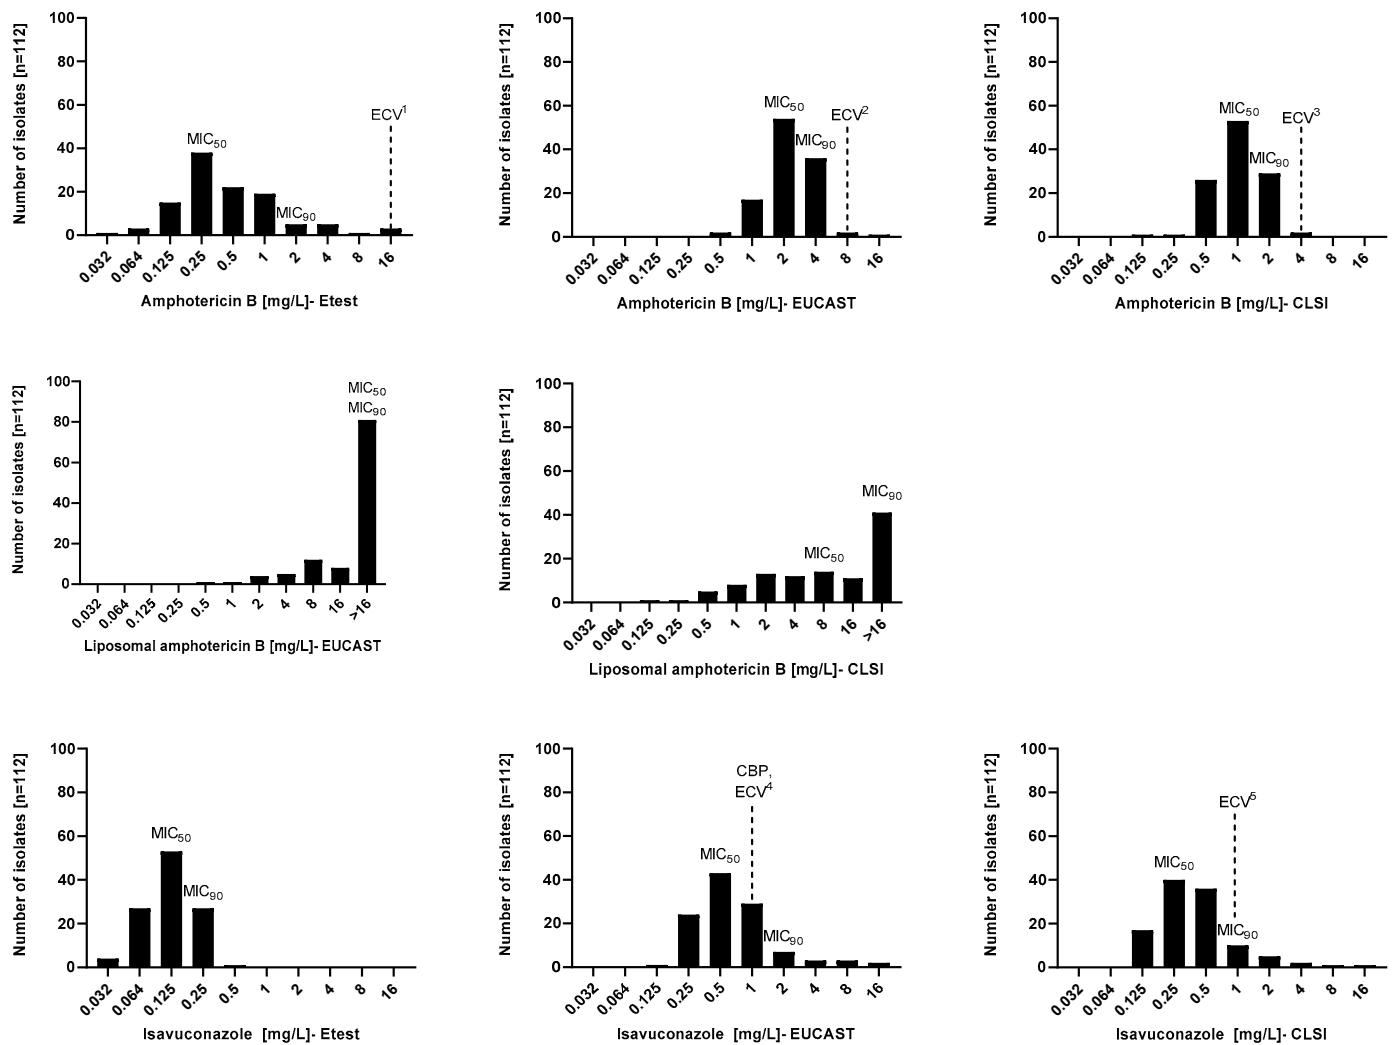 Number of isolates [n=112]
100
80
60
40
20
0
MIC50
MIC90
ECV1
0.032 0.064 0.125 0.25 0.5 1 2 4 8 16
Amphotericin B [mg/L]- Etest
Number of isolates [n=112]
100
80
60
40
20
0
MIC50
MIC90
ECV2
0.032 0.064 0.125 0.25 0.5 1 2 4 8 16
Amphotericin B [mg/L]- EUCAST
Number of isolates [n=112]
100
80
60
40
20
0
MIC50
MIC90
ECV3
0.032 0.064 0.125 0.25 0.5 1 2 4 8 16
Amphotericin B [mg/L]- CLSI
Number of isolates [n=112]
100
80
60
40
20
0
MIC50
MIC90
0.032 0.064 0.125 0.25 0.5 1 2 4 8 16 >16
Liposomal amphotericin B [mg/L]- EUCAST
Number of isolates [n=112]
100
80
60
40
20
0
MIC50
MIC90
0.032 0.064 0.125 0.25 0.5 1 2 4 8 16 >16
Liposomal amphotericin B [mg/L]- CLSI
Number of isolates [n=112]
100
80
60
40
20
0
MIC50
MIC90
0.032 0.064 0.125 0.25 0.5 1 2 4 8 16
Isavuconazole [mg/L]- Etest
Number of isolates [n=112]
100
80
60
40
20
0
MIC50
CBP,
ECV4
MIC90
0.032 0.064 0.125 0.25 0.5 1 2 4 8 16
Isavuconazole [mg/L]- EUCAST
Number of isolates [n=112]
100
80
60
40
20
0
MIC50
ECV5
MIC90
0.032 0.064 0.125 0.25 0.5 1 2 4 8 16
Isavuconazole [mg/L]- CLSI